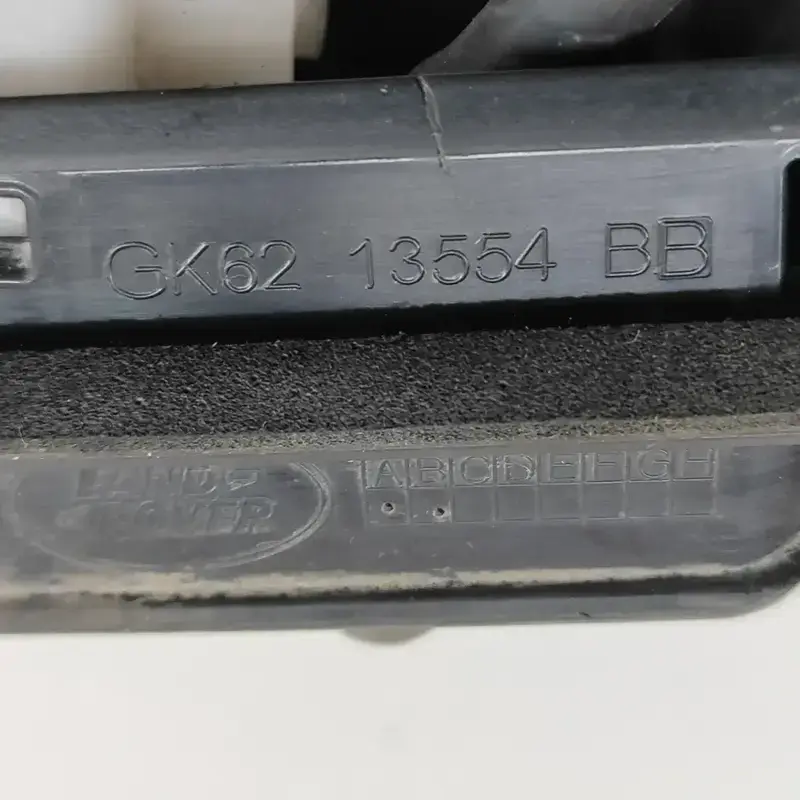 GK62 13554 BB
LAND
ROVER
ABCDEFGH